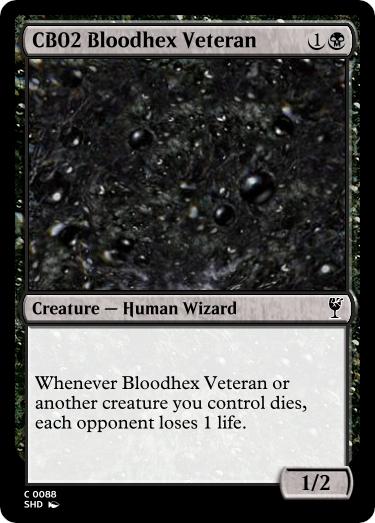 CB02 Bloodhex Veteran 1
Creature — Human Wizard
Whenever Bloodhex Veteran or
another creature you control dies,
each opponent loses 1 life.
1/2
C 0088
SHD